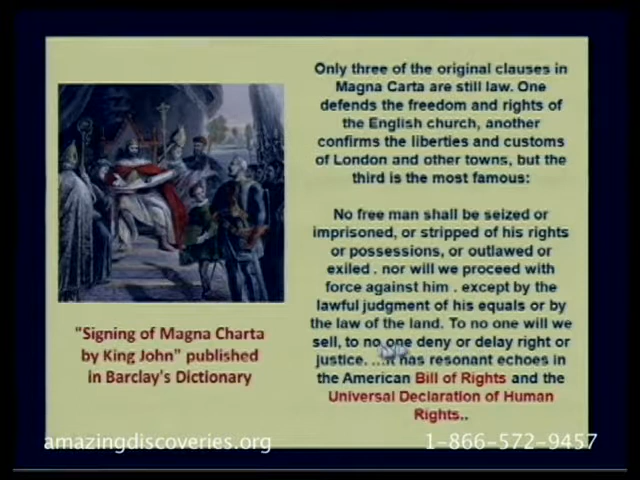 Only three of the original clauses in
Magna Carta are still law. One
defends the freedom and rights of
the English church, another
confirms the liberties and customs
of London and other towns, but the
third is the most famous:
No free man shall be seized or
imprisoned, or stripped of his rights
or possessions, or outlawed or
exiled . nor will we proceed with
force against him . except by the
lawful judgment of his equals or by
the law of the land. To no one will we
sell, to no one deny or delay right or
justice. ...it has resonant echoes in
the American Bill of Rights and the
Universal Declaration of Human
Rights..
"Signing of Magna Charta
by King John" published
in Barclay's Dictionary
amazingdiscoveries.org
1-866-572-9457